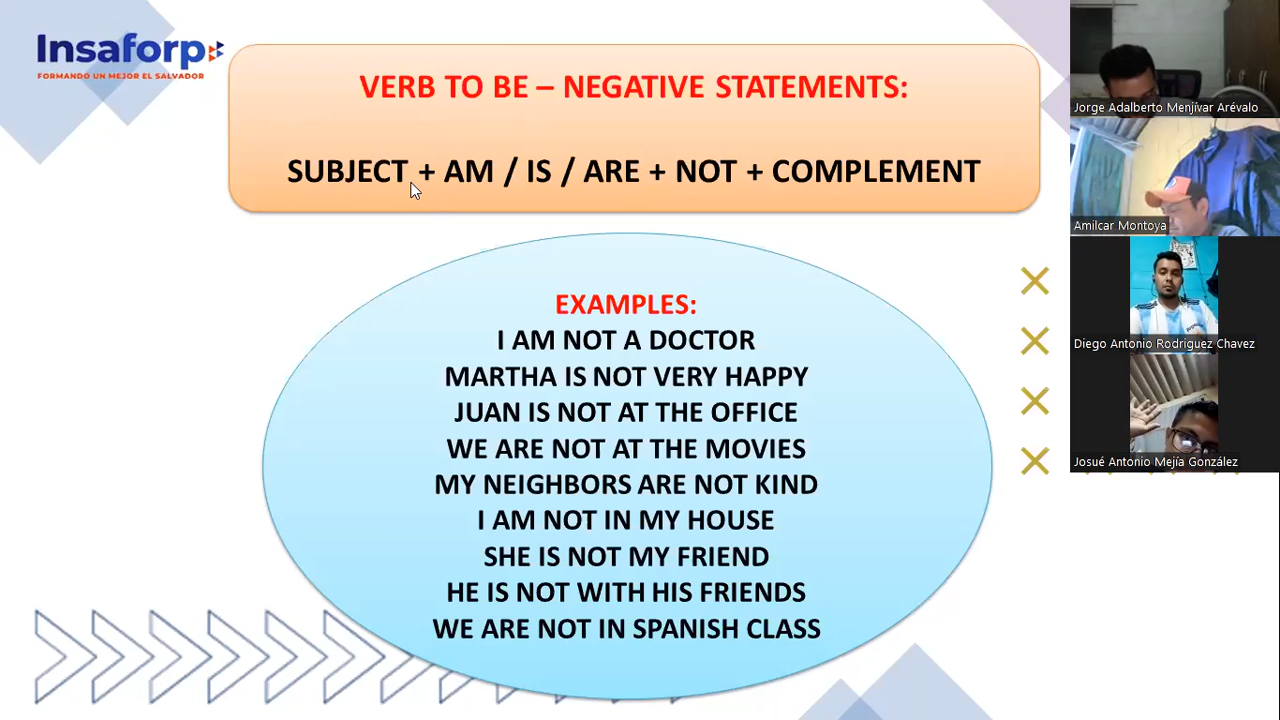 Insaforp
FORMANDO UN MEJOR EL SALVADOR
VERB TO BE – NEGATIVE STATEMENTS:
SUBJECT + AM / IS / ARE + NOT + COMPLEMENT
EXAMPLES:
I AM NOT A DOCTOR
MARTHA IS NOT VERY HAPPY
JUAN IS NOT AT THE OFFICE
WE ARE NOT AT THE MOVIES
MY NEIGHBORS ARE NOT KIND
I AM NOT IN MY HOUSE
SHE IS NOT MY FRIEND
HE IS NOT WITH HIS FRIENDS
WE ARE NOT IN SPANISH CLASS
Jorge Adalberto Menjívar Arévalo
Amilcar Montoya
Diego Antonio Rodriguez Chavez
Josué Antonio Mejía González